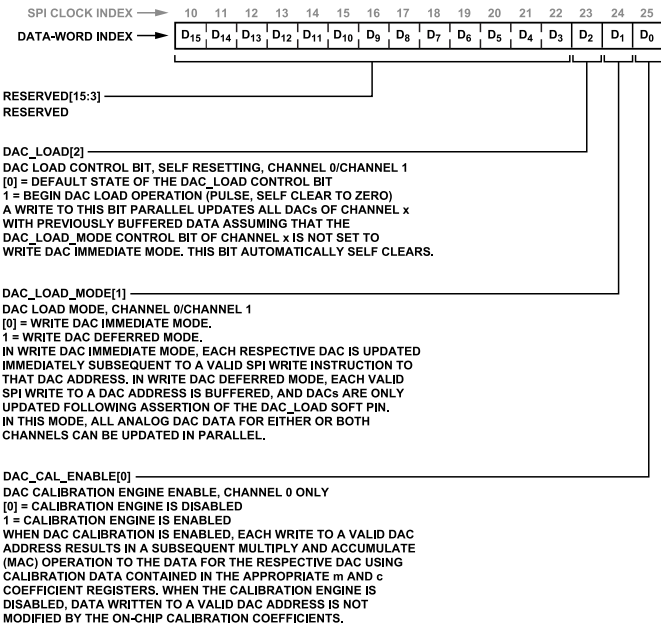 SPI CLOCK INDEX 10 11 12 13 14 15 16 17 18 19 20 21 22 23 24 25
DATA-WORD INDEX D15 D14 D13 D12 D11 D10 D9 D8 D7 D6 D5 D4 D3 D2 D1 D0
RESERVED[15:3]
RESERVED
DAC_LOAD[2]
DAC LOAD CONTROL BIT, SELF RESETTING, CHANNEL 0/CHANNEL 1
[0] = DEFAULT STATE OF THE DAC_LOAD CONTROL BIT
1 = BEGIN DAC LOAD OPERATION (PULSE, SELF CLEAR TO ZERO)
A WRITE TO THIS BIT PARALLEL UPDATES ALL DACs OF CHANNEL x
WITH PREVIOUSLY BUFFERED DATA ASSUMING THAT THE
DAC_LOAD_MODE CONTROL BIT OF CHANNEL x IS NOT SET TO
WRITE DAC IMMEDIATE MODE. THIS BIT AUTOMATICALLY SELF CLEARS.
DAC_LOAD_MODE[1]
DAC LOAD MODE, CHANNEL 0/CHANNEL 1
[0] = WRITE DAC IMMEDIATE MODE.
1 = WRITE DAC DEFERRED MODE.
IN WRITE DAC IMMEDIATE MODE, EACH RESPECTIVE DAC IS UPDATED
IMMEDIATELY SUBSEQUENT TO A VALID SPI WRITE INSTRUCTION TO
THAT DAC ADDRESS. IN WRITE DAC DEFERRED MODE, EACH VALID
SPI WRITE TO A DAC ADDRESS IS BUFFERED, AND DACs ARE ONLY
UPDATED FOLLOWING ASSERTION OF THE DAC_LOAD SOFT PIN.
IN THIS MODE, ALL ANALOG DAC DATA FOR EITHER OR BOTH
CHANNELS CAN BE UPDATED IN PARALLEL.
DAC_CAL_ENABLE[0]
DAC CALIBRATION ENGINE ENABLE, CHANNEL 0 ONLY
[0] = CALIBRATION ENGINE IS DISABLED
1 = CALIBRATION ENGINE IS ENABLED
WHEN DAC CALIBRATION IS ENABLED, EACH WRITE TO A VALID DAC
ADDRESS RESULTS IN A SUBSEQUENT MULTIPLY AND ACCUMULATE
(MAC) OPERATION TO THE DATA FOR THE RESPECTIVE DAC USING
CALIBRATION DATA CONTAINED IN THE APPROPRIATE m AND c
COEFFICIENT REGISTERS. WHEN THE CALIBRATION ENGINE IS
DISABLED, DATA WRITTEN TO A VALID DAC ADDRESS IS NOT
MODIFIED BY THE ON-CHIP CALIBRATION COEFFICIENTS.